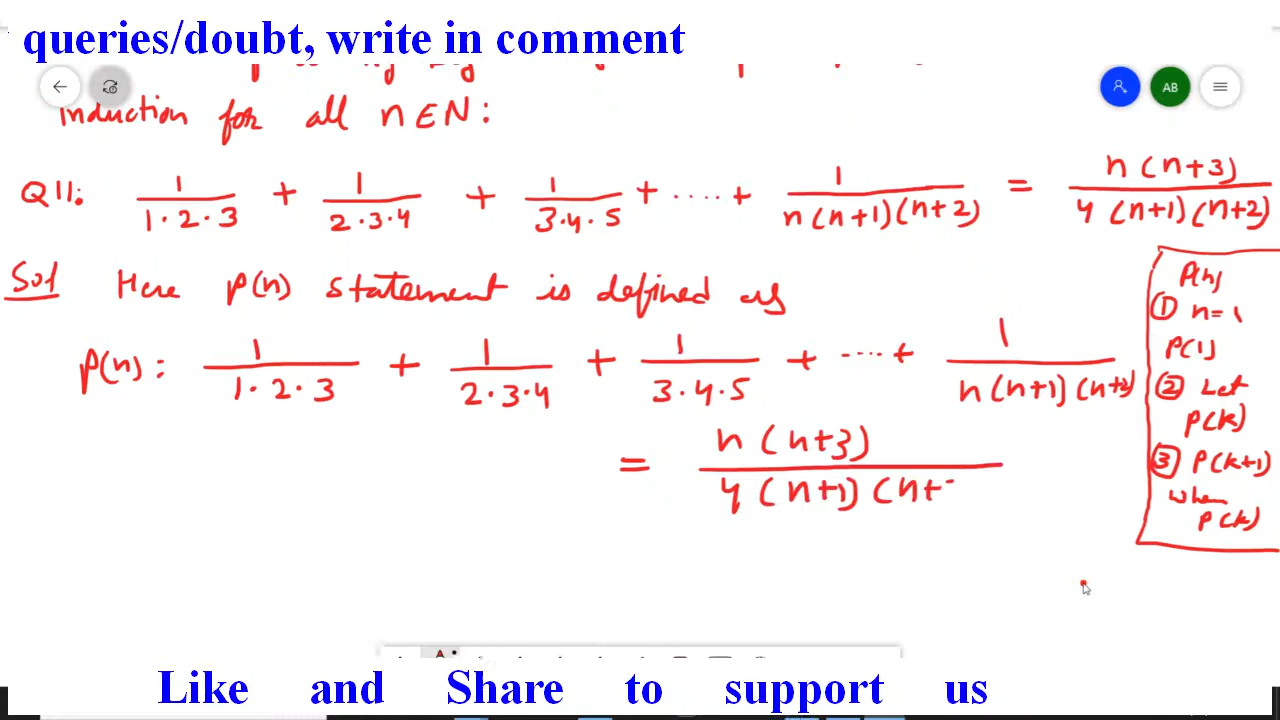 queries/doubt, write in comment
AB
induction for all n∈N:
Q11: 1/(1·2·3) + 1/(2·3·4) + 1/(3·4·5) + ..... + 1/(n(n+1)(n+2)) = n(n+3)/(4(n+1)(n+2))
Sol Here P(n) statement is defined as
P(n): 1/(1·2·3) + 1/(2·3·4) + 1/(3·4·5) + ..... + 1/(n(n+1)(n+2))
= n(n+3)/(4(n+1)(n+
P(n)
① n=1
P(1)
② Let
P(k)
③ P(k+1)
when
P(k)
Like and Share to support us